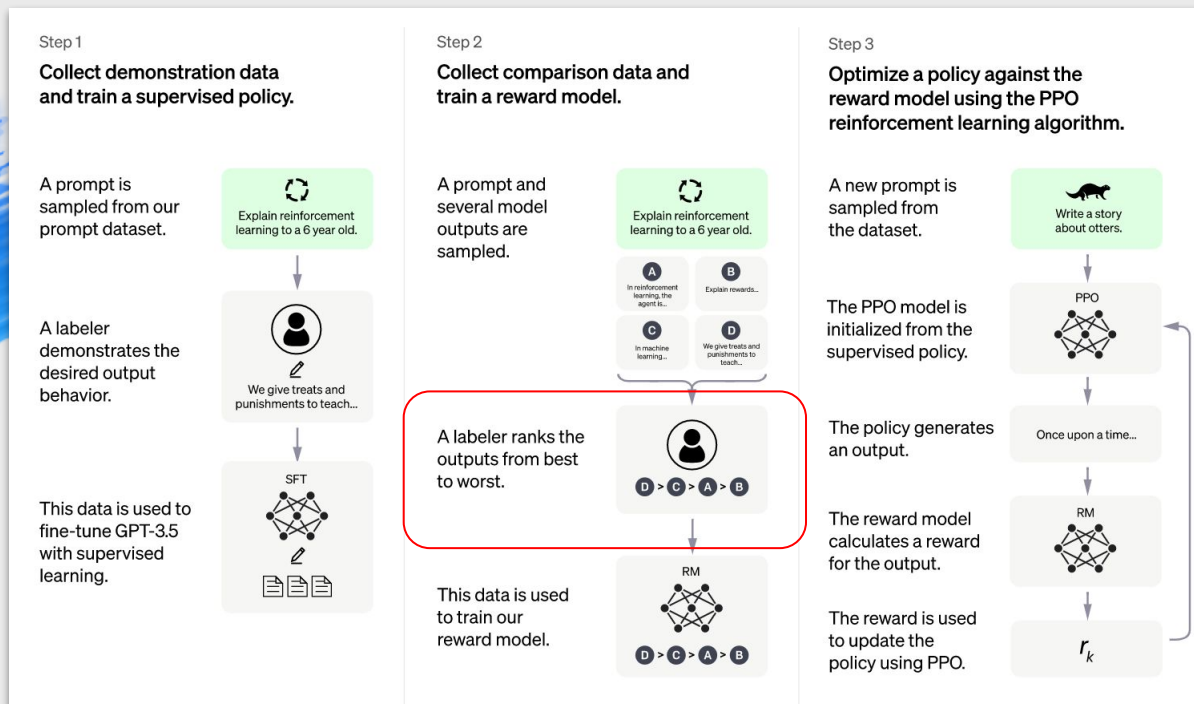 Step 1
Collect demonstration data
and train a supervised policy.
A prompt is
sampled from our
prompt dataset.
Explain reinforcement
learning to a 6 year old.
A labeler
demonstrates the
desired output
behavior.
We give treats and
punishments to teach...
This data is used to
fine-tune GPT-3.5
with supervised
learning.
SFT
Step 2
Collect comparison data and
train a reward model.
A prompt and
several model
outputs are
sampled.
Explain reinforcement
learning to a 6 year old.
A
In reinforcement
learning, the
agent is...
B
Explain rewards...
C
In machine
learning...
D
We give treats and
punishments to
teach...
A labeler ranks the
outputs from best
to worst.
D > C > A > B
This data is used
to train our
reward model.
RM
D > C > A > B
Step 3
Optimize a policy against the
reward model using the PPO
reinforcement learning algorithm.
A new prompt is
sampled from
the dataset.
Write a story
about otters.
The PPO model is
initialized from the
supervised policy.
PPO
The policy generates
an output.
Once upon a time...
The reward model
calculates a reward
for the output.
RM
The reward is used
to update the
policy using PPO.
rₖ